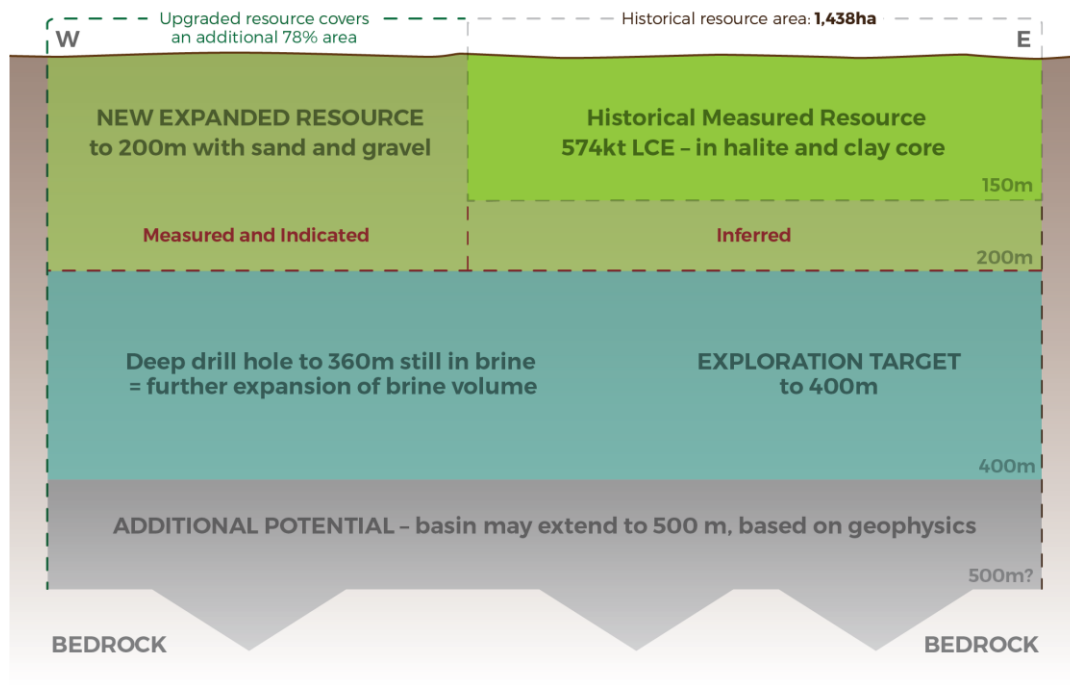 Upgraded resource covers
an additional 78% area
Historical resource area: 1,438ha
W
E
NEW EXPANDED RESOURCE
to 200m with sand and gravel
Historical Measured Resource
574kt LCE – in halite and clay core
150m
Measured and Indicated
Inferred
200m
Deep drill hole to 360m still in brine
= further expansion of brine volume
EXPLORATION TARGET
to 400m
400m
ADDITIONAL POTENTIAL – basin may extend to 500 m, based on geophysics
500m?
BEDROCK
BEDROCK